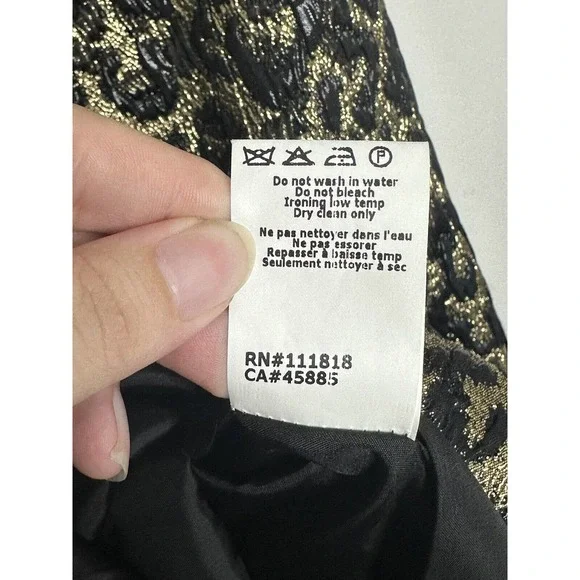 P
Do not wash in water
Do not bleach
Ironing low temp
Dry clean only
Ne pas nettoyer dans l'eau
Ne pas essorer
Repasser à baisse temp
Seulement nettoyer à sec
RN#111818
CA#45885